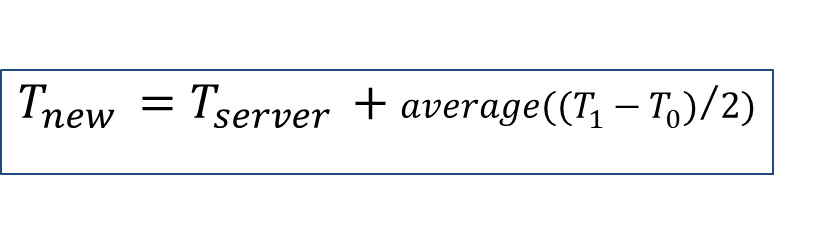 T_new = T_server + average((T_1 − T_0)/2)